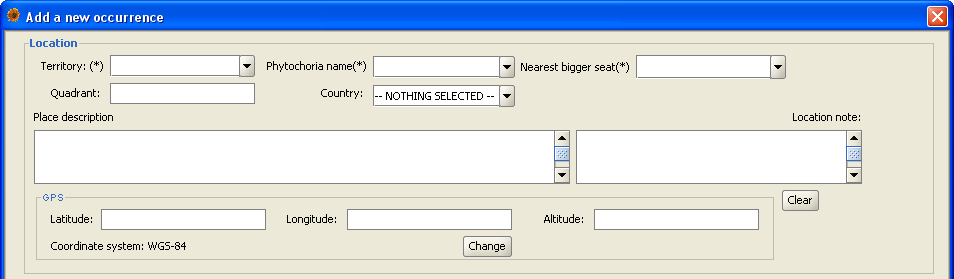 Add a new occurrence
Location
Territory: (*) Phytochoria name(*) Nearest bigger seat(*)
Quadrant: Country: -- NOTHING SELECTED --
Place description Location note:
GPS Clear
Latitude: Longitude: Altitude:
Coordinate system: WGS-84 Change